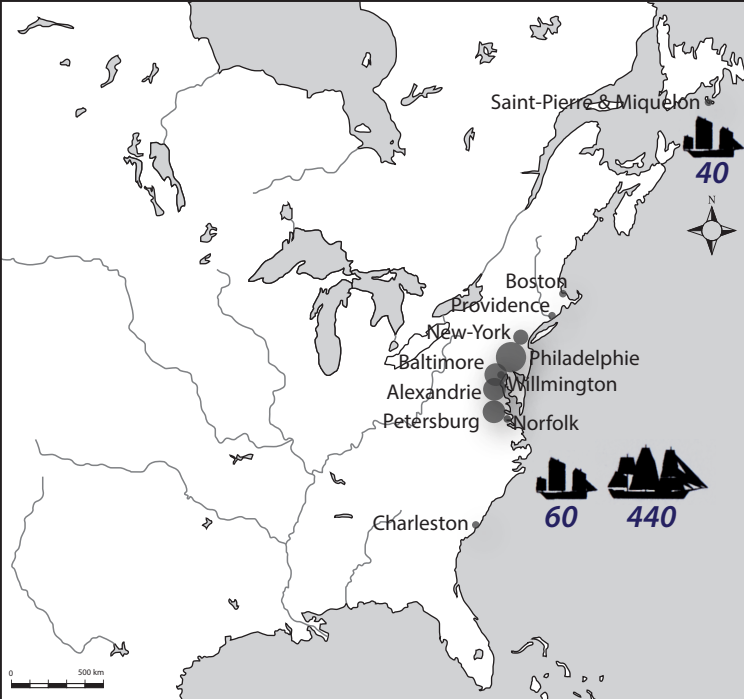 Saint-Pierre & Miquelon
40
N
Boston
Providence
New-York
Baltimore
Philadelphie
Willmington
Alexandrie
Petersburg
Norfolk
60
440
Charleston
0
500 km